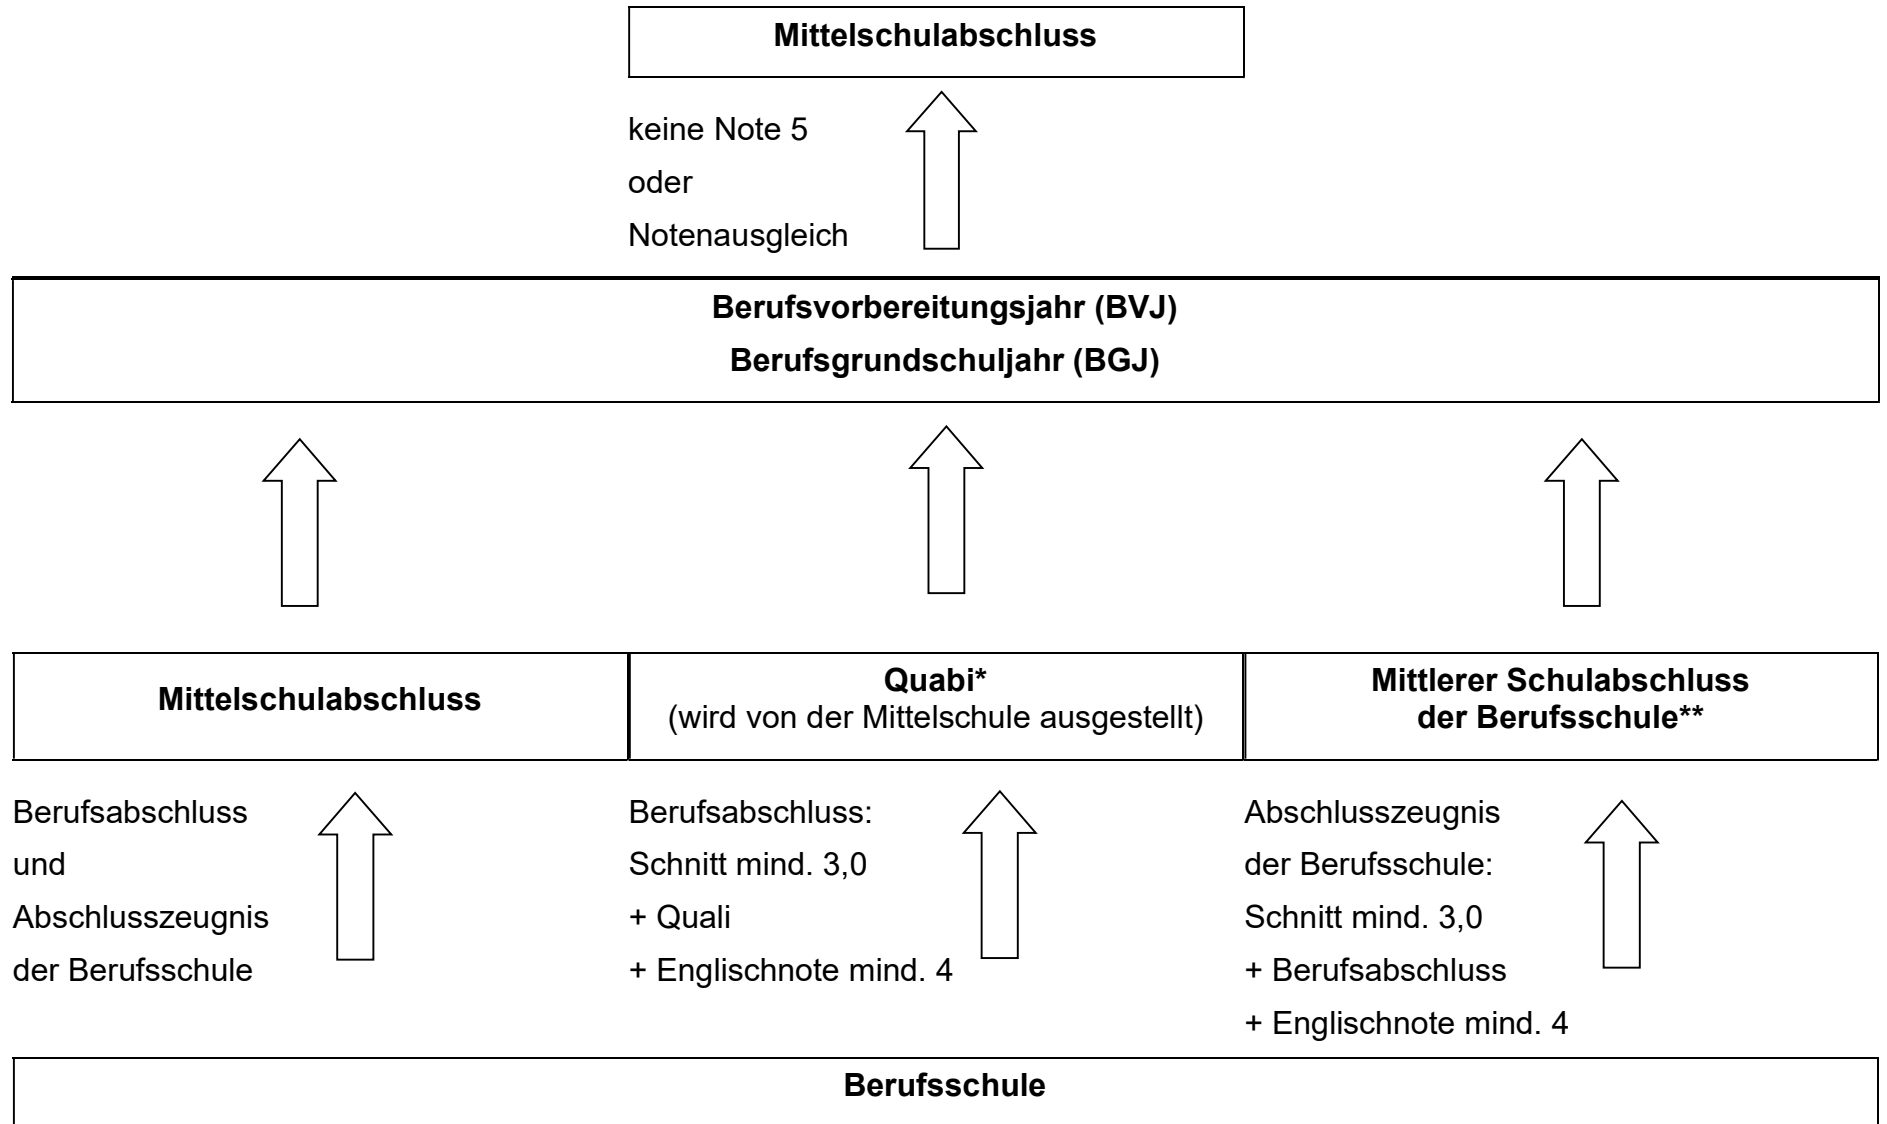 Mittelschulabschluss
keine Note 5
oder
Notenausgleich
Berufsvorbereitungsjahr (BVJ)
Berufsgrundschuljahr (BGJ)
Mittelschulabschluss
Quabi*
(wird von der Mittelschule ausgestellt)
Mittlerer Schulabschluss
der Berufsschule**
Berufsabschluss
und
Abschlusszeugnis
der Berufsschule
Berufsabschluss:
Schnitt mind. 3,0
+ Quali
+ Englischnote mind. 4
Abschlusszeugnis
der Berufsschule:
Schnitt mind. 3,0
+ Berufsabschluss
+ Englischnote mind. 4
Berufsschule